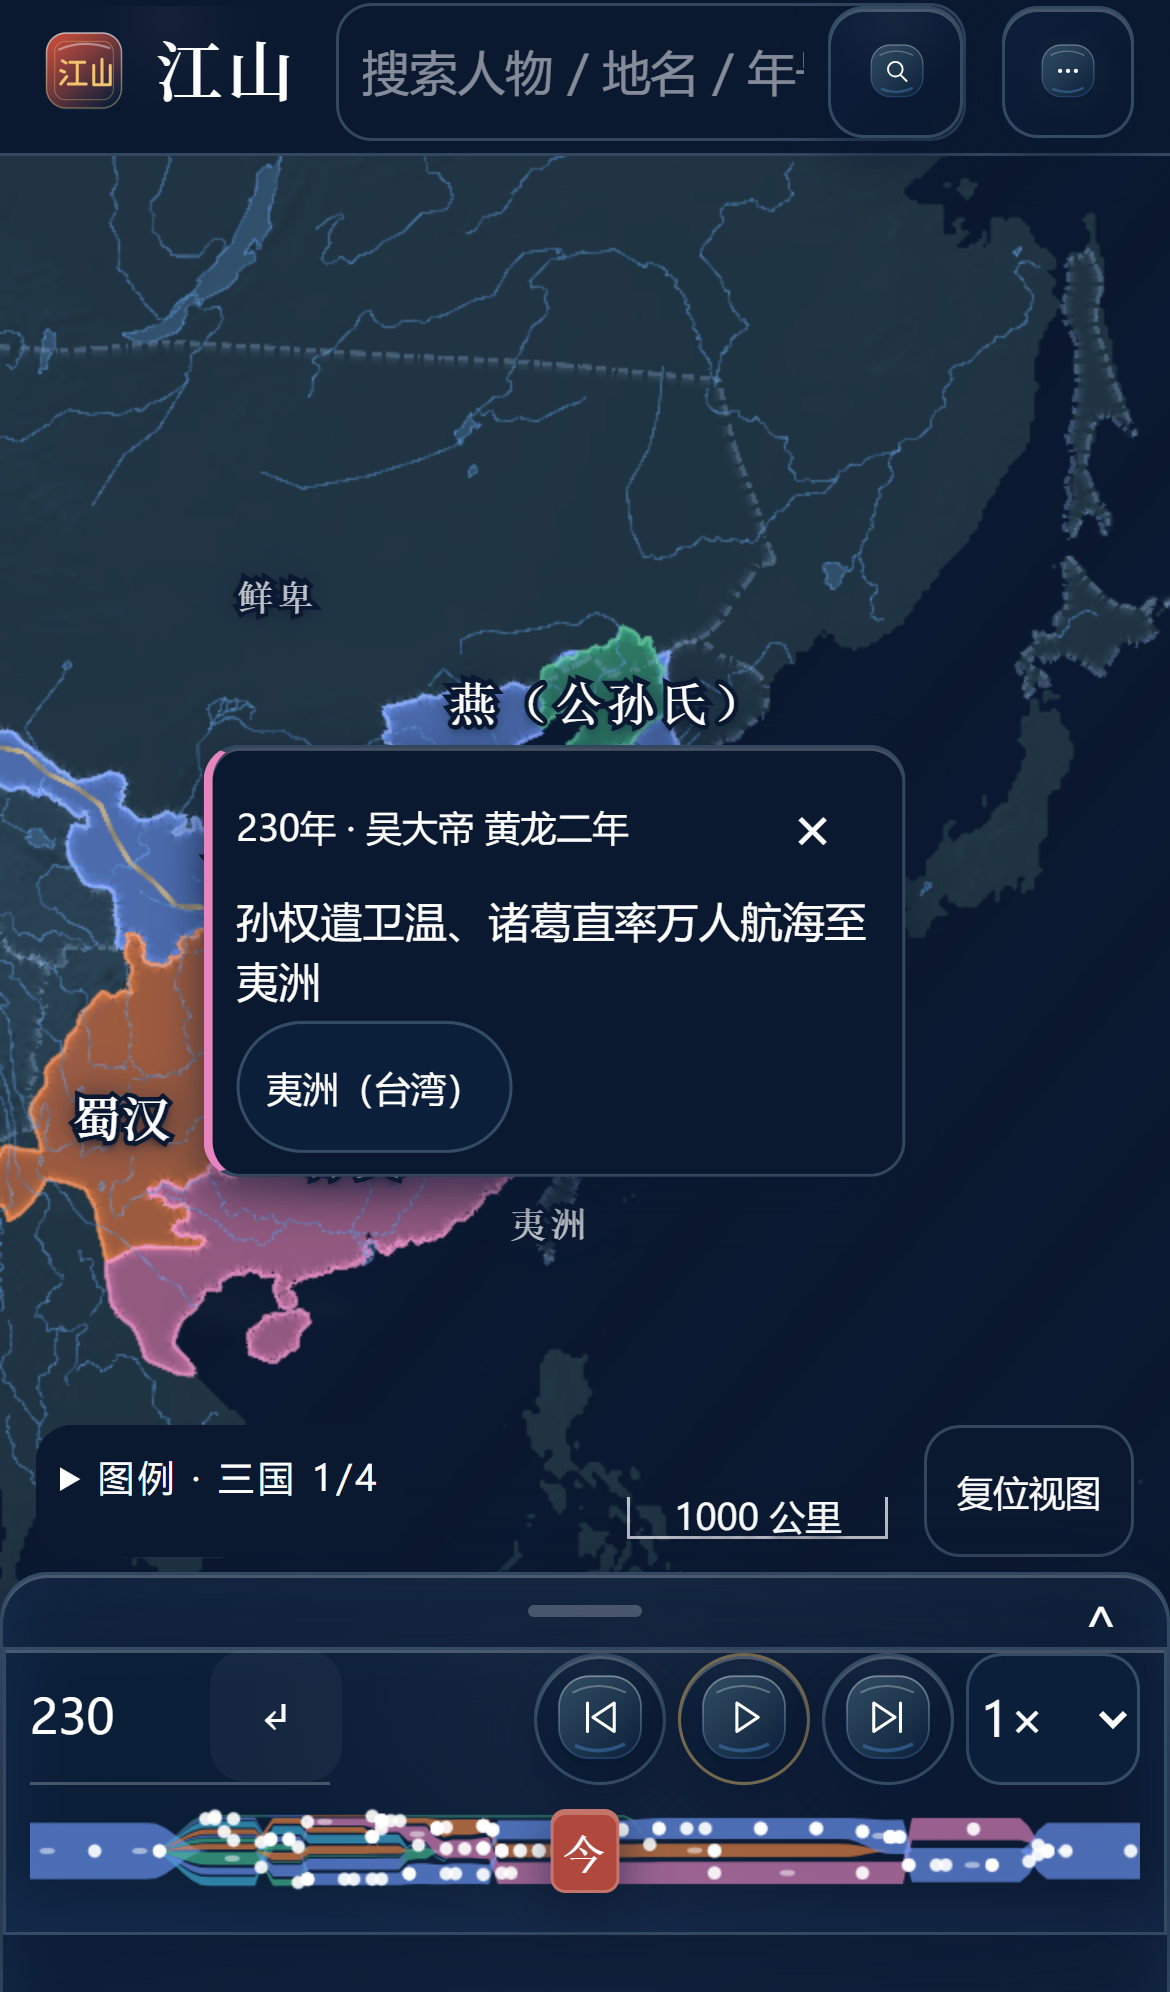 江山
江山
搜索人物 / 地名 / 年
鲜卑
燕（公孙氏）
230年 · 吴大帝 黄龙二年
×
孙权遣卫温、诸葛直率万人航海至
夷洲
夷洲（台湾）
蜀汉
夷洲
图例 · 三国 1/4
1000 公里
复位视图
230
1×
今